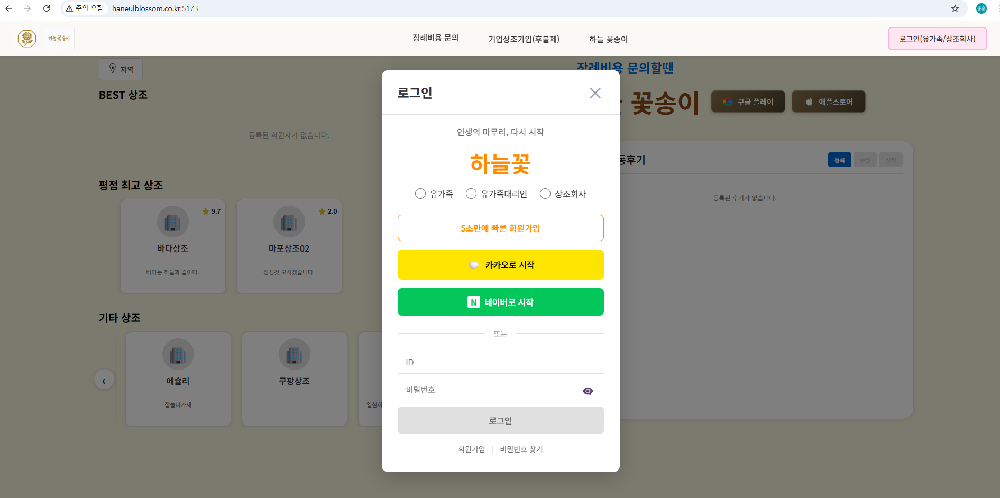 주의 요함
haneulblossom.co.kr:5173
충훈
하늘꽃송이
장례비용 문의
기업상조가입(후불제)
하늘 꽃송이
로그인(유가족/상조회사)
지역
BEST 상조
등록된 회원사가 없습니다.
평점 최고 상조
9.7
바다상조
바다는 하늘과 같이다.
2.0
마포상조02
정성것 모시겠습니다.
기타 상조
‹
에슐리
잘놀다가세
쿠팡상조
열심히
장례비용 문의할땐
꽃송이
구글 플레이
애플스토어
동후기
등록
수정
삭제
등록된 후기가 없습니다.
로그인
인생의 마무리, 다시 시작
하늘꽃
유가족
유가족대리인
상조회사
5초만에 빠른 회원가입
카카오로 시작
N 네이버로 시작
또는
ID
비밀번호
로그인
회원가입
비밀번호 찾기